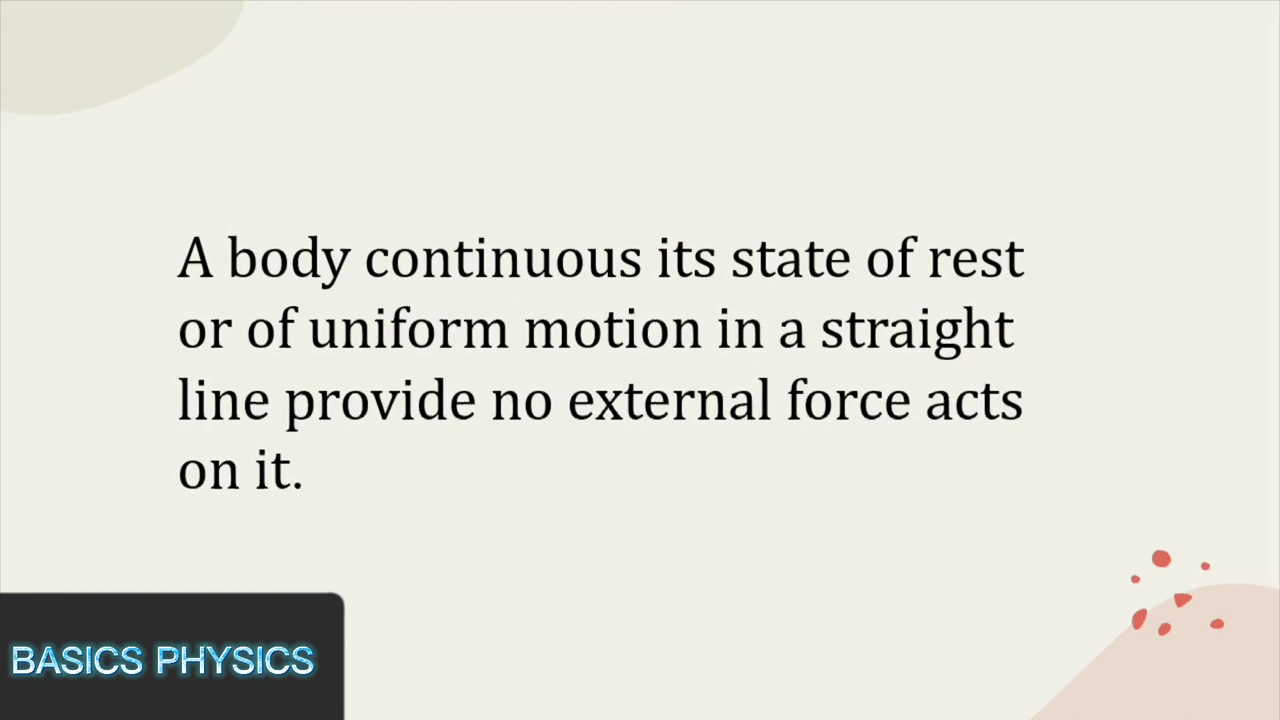 A body continuous its state of rest
or of uniform motion in a straight
line provide no external force acts
on it.
BASICS PHYSICS